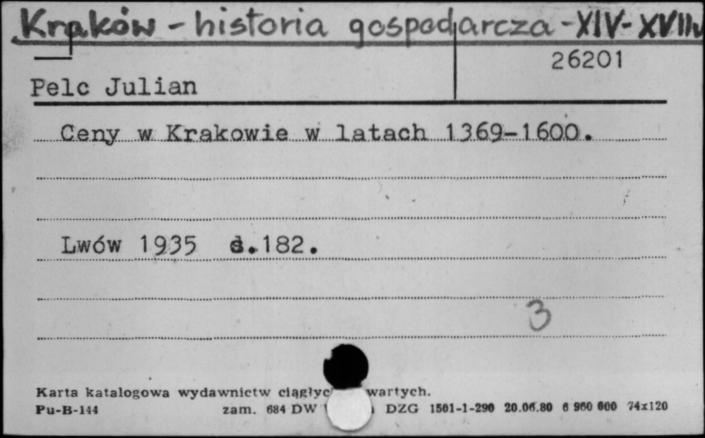 Kraków - historia gospodarcza - XIV-XVIIw
26201
Pelc Julian
Ceny w Krakowie w latach 1369-1600.
Lwów 1935 s.182.
3
Karta katalogowa wydawnictw ciągłyc wartych.
Pu-B-144 zam. 684 DW DZG 1501-1-290 20.06.80 6 960 000 74x120